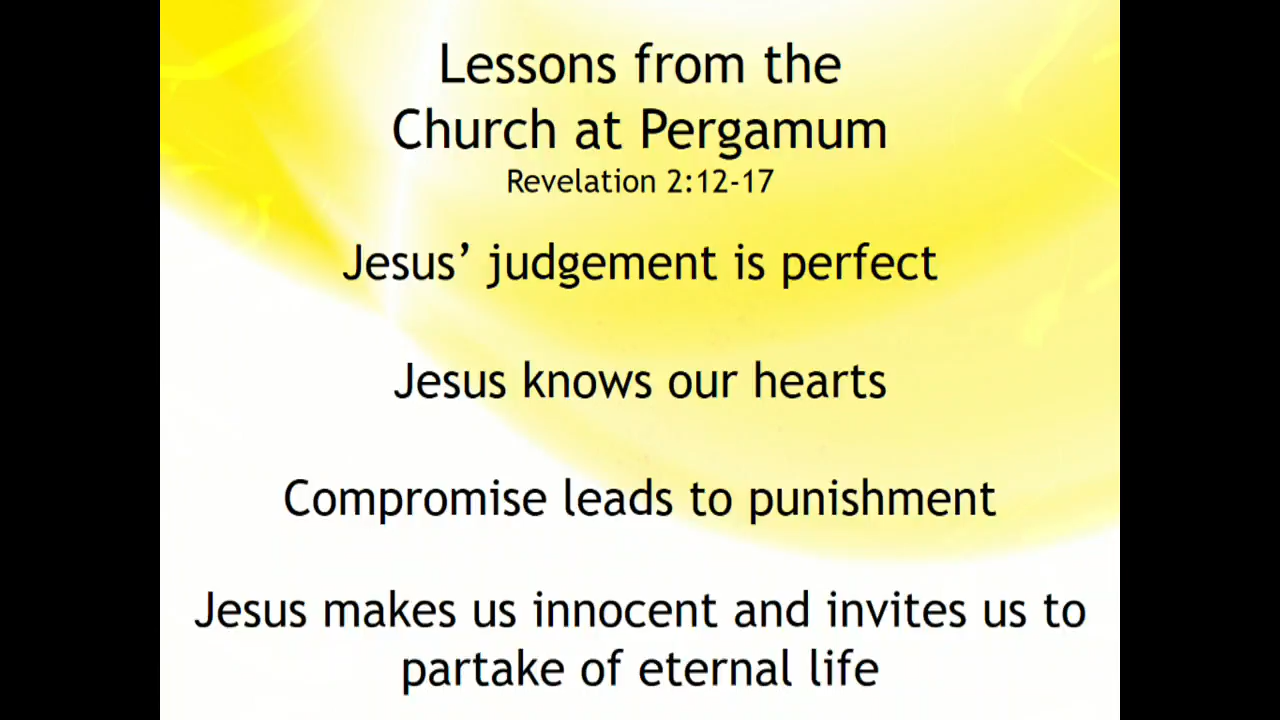 Lessons from the
Church at Pergamum
Revelation 2:12-17
Jesus’ judgement is perfect
Jesus knows our hearts
Compromise leads to punishment
Jesus makes us innocent and invites us to
partake of eternal life